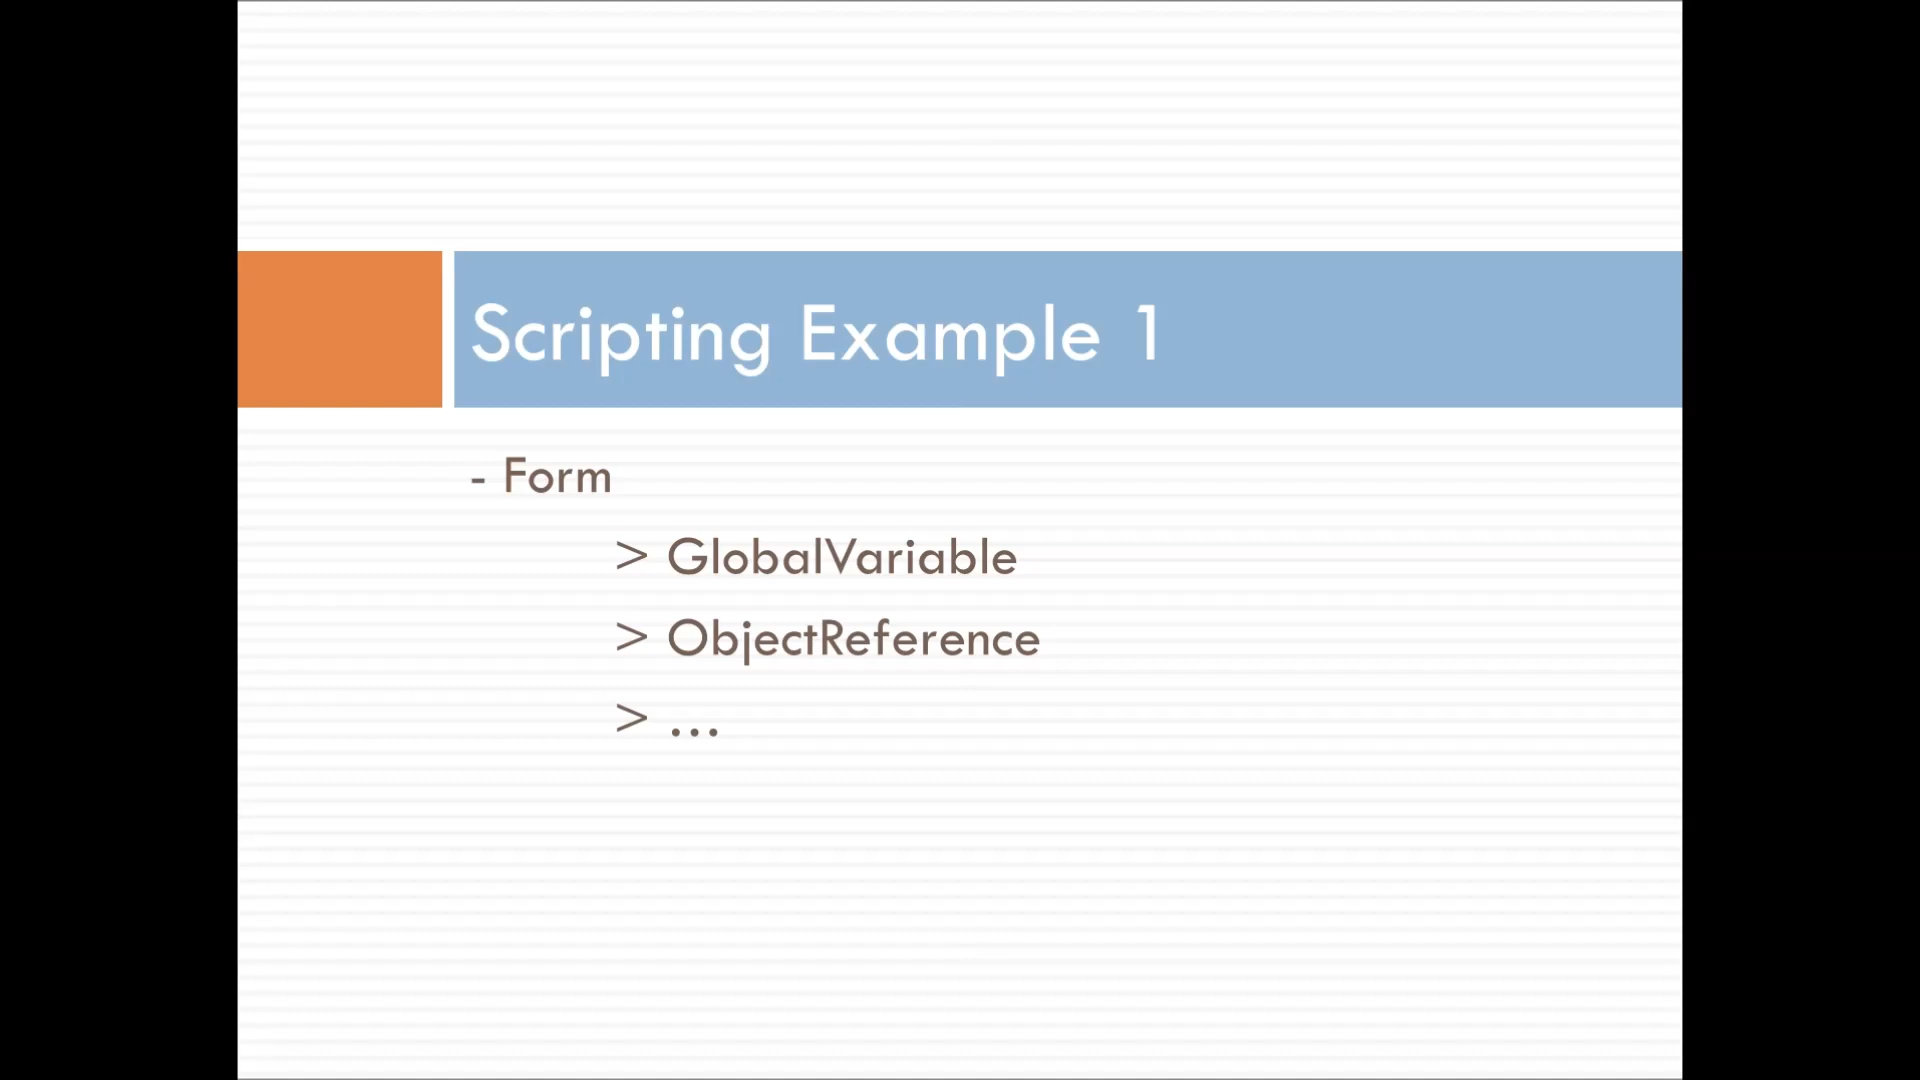 Scripting Example 1
- Form
> GlobalVariable
> ObjectReference
> ...